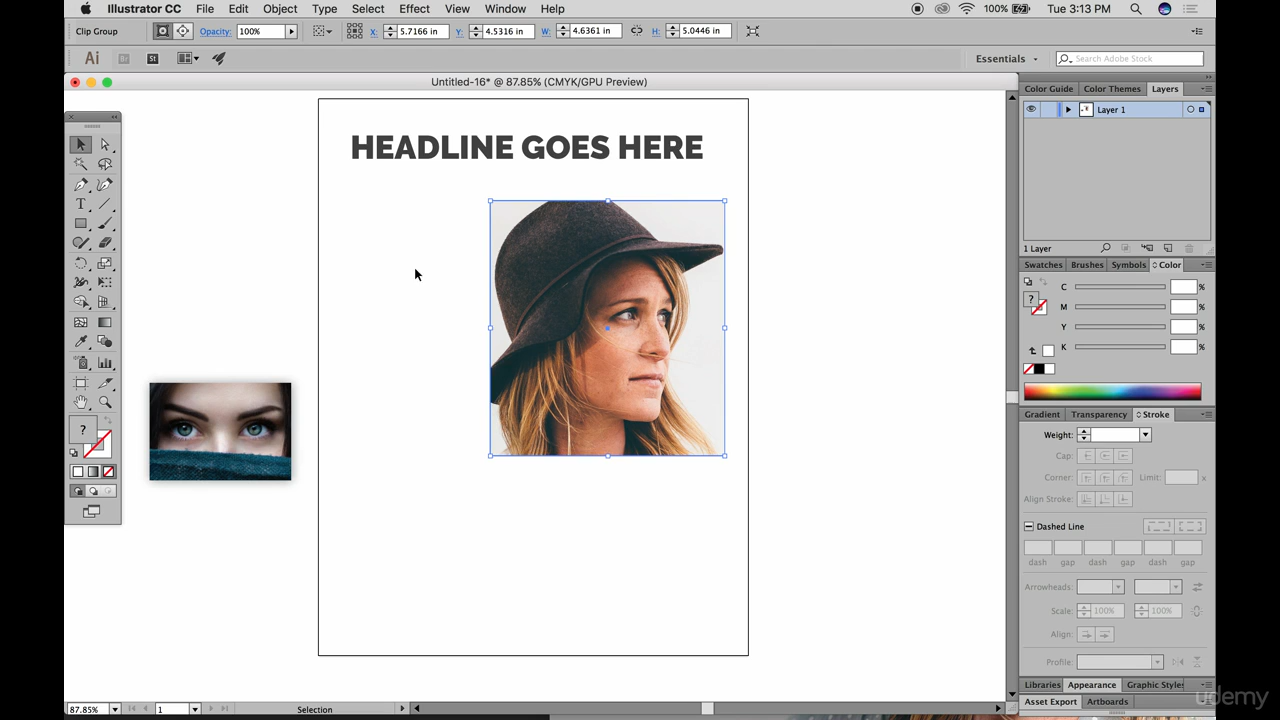 Illustrator CC File Edit Object Type Select Effect View Window Help 100% Tue 3:13 PM
Clip Group Opacity: 100% X: 5.7166 in Y: 4.5316 in W: 4.6361 in H: 5.0446 in
Ai Br St Essentials Search Adobe Stock
Untitled-16* @ 87.85% (CMYK/GPU Preview)
Color Guide Color Themes Layers
Layer 1
HEADLINE GOES HERE
1 Layer
Swatches Brushes Symbols Color
C %
? M %
Y %
K %
Gradient Transparency Stroke
Weight:
?
Cap:
Corner: Limit: x
Align Stroke:
Dashed Line
dash gap dash gap dash gap
Arrowheads:
Scale: 100% 100%
Align:
Profile:
Libraries Appearance Graphic Styles
Asset Export Artboards
udemy
87.85% 1 Selection